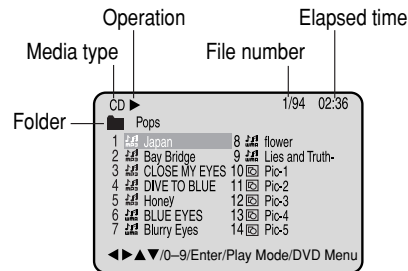 Operation Elapsed time
Media type File number
CD ▶ 1/94 02:36
Folder Pops
1 Japan 8 flower
2 Bay Bridge 9 Lies and Truth-
3 CLOSE MY EYES 10 Pic-1
4 DIVE TO BLUE 11 Pic-2
5 Honey 12 Pic-3
6 BLUE EYES 13 Pic-4
7 Blurry Eyes 14 Pic-5
◀▶▲▼/0–9/Enter/Play Mode/DVD Menu